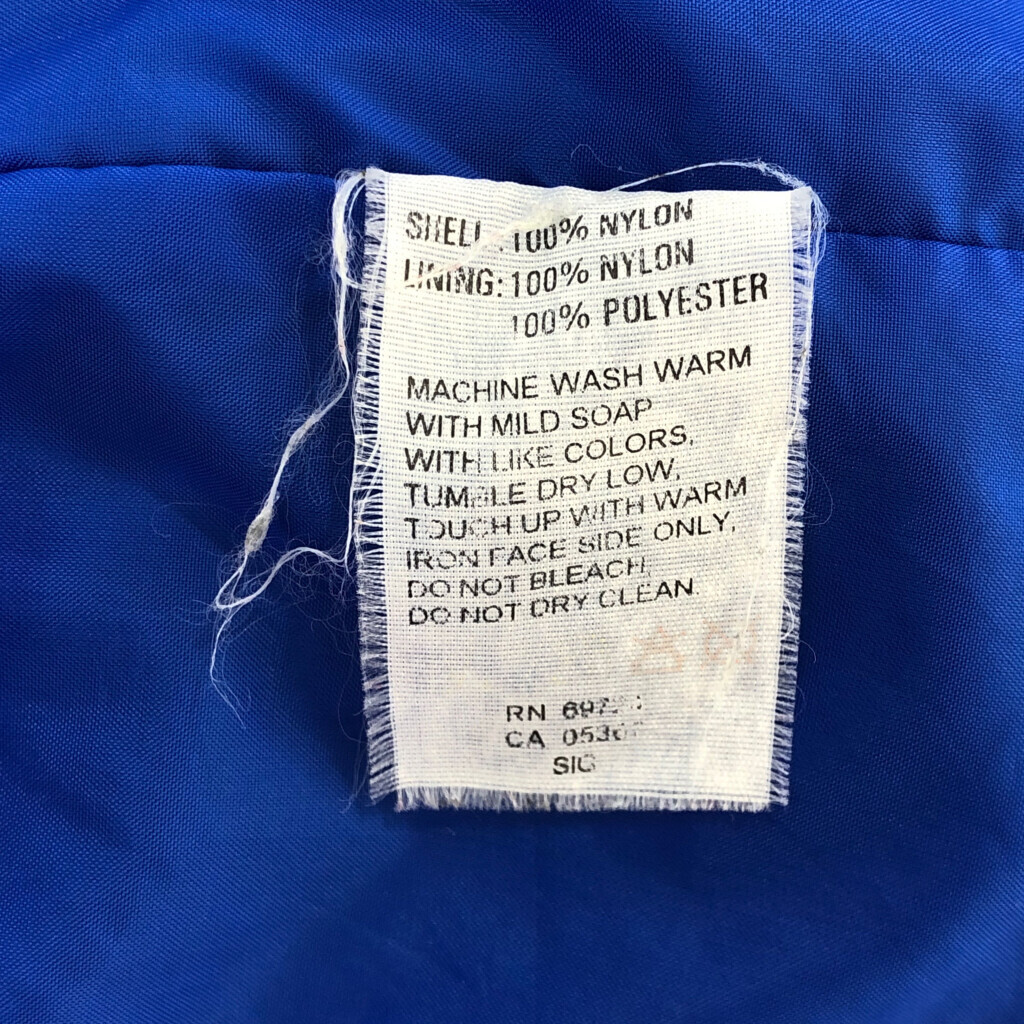 SHELL: 100% NYLON
LINING: 100% NYLON
100% POLYESTER
MACHINE WASH WARM
WITH MILD SOAP
WITH LIKE COLORS,
TUMBLE DRY LOW,
TOUCH UP WITH WARM
IRON FACE SIDE ONLY,
DO NOT BLEACH,
DO NOT DRY CLEAN.
RN
CA